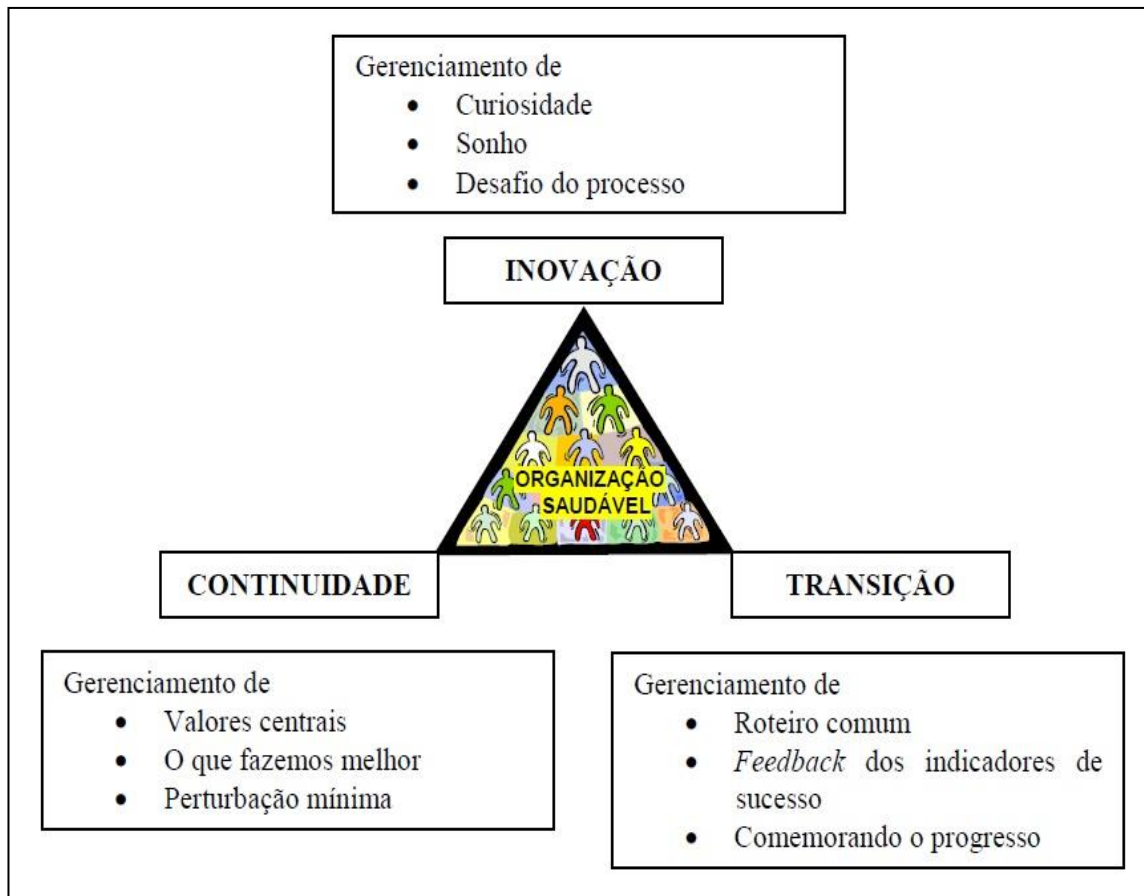 Gerenciamento de
• Curiosidade
• Sonho
• Desafio do processo
INOVAÇÃO
ORGANIZAÇÃO
SAUDÁVEL
CONTINUIDADE
TRANSIÇÃO
Gerenciamento de
• Valores centrais
• O que fazemos melhor
• Perturbação mínima
Gerenciamento de
• Roteiro comum
• Feedback dos indicadores de
sucesso
• Comemorando o progresso